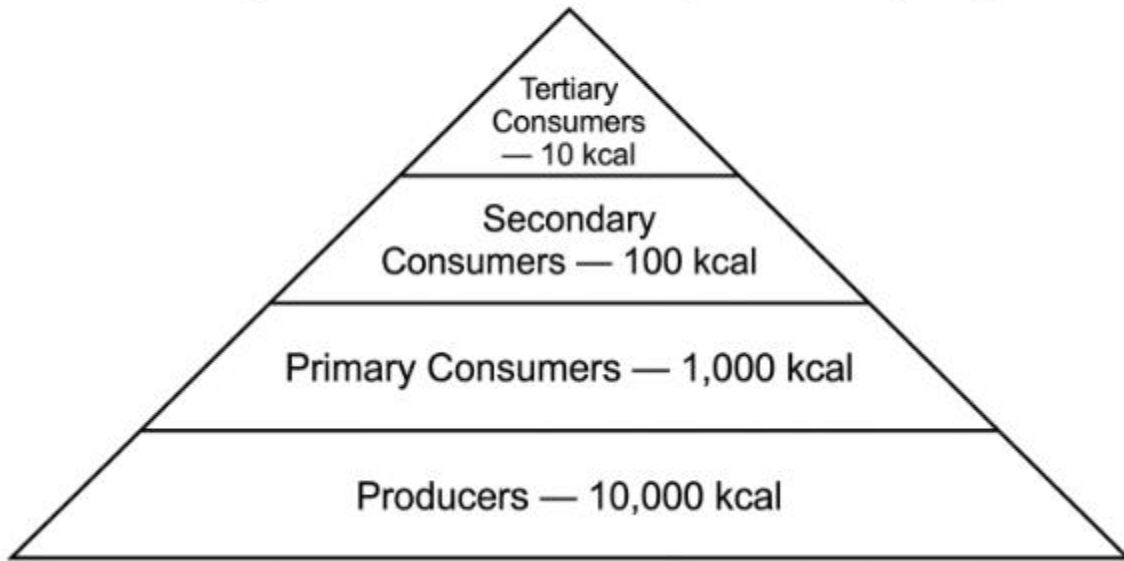 Tertiary
Consumers
— 10 kcal
Secondary
Consumers — 100 kcal
Primary Consumers — 1,000 kcal
Producers — 10,000 kcal